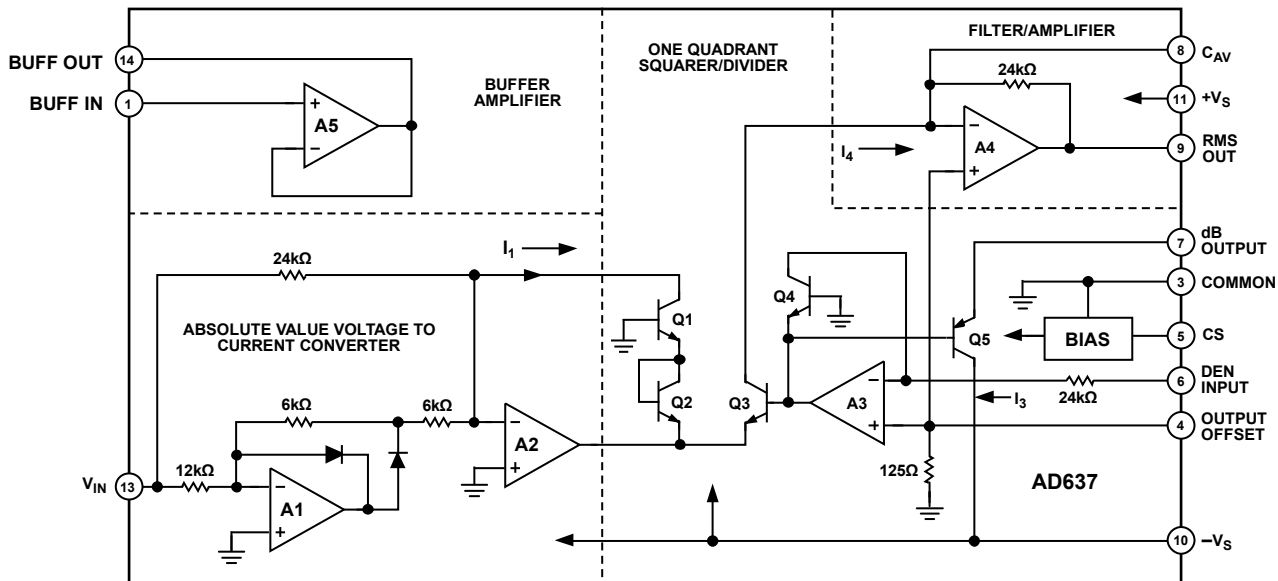 FILTER/AMPLIFIER
ONE QUADRANT
SQUARER/DIVIDER
BUFFER
AMPLIFIER
BUFF OUT 14
BUFF IN 1
+
A5
−
8 CAV
24kΩ
11 +VS
−
A4
+
I4
9 RMS
OUT
I1
24kΩ
ABSOLUTE VALUE VOLTAGE TO
CURRENT CONVERTER
Q1
Q2
Q3
Q4
Q5
7 dB
OUTPUT
3 COMMON
BIAS
5 CS
6 DEN
INPUT
24kΩ
I3
4 OUTPUT
OFFSET
−
A3
+
125Ω
6kΩ
6kΩ
−
A2
+
VIN 13
12kΩ
−
A1
+
AD637
10 −VS